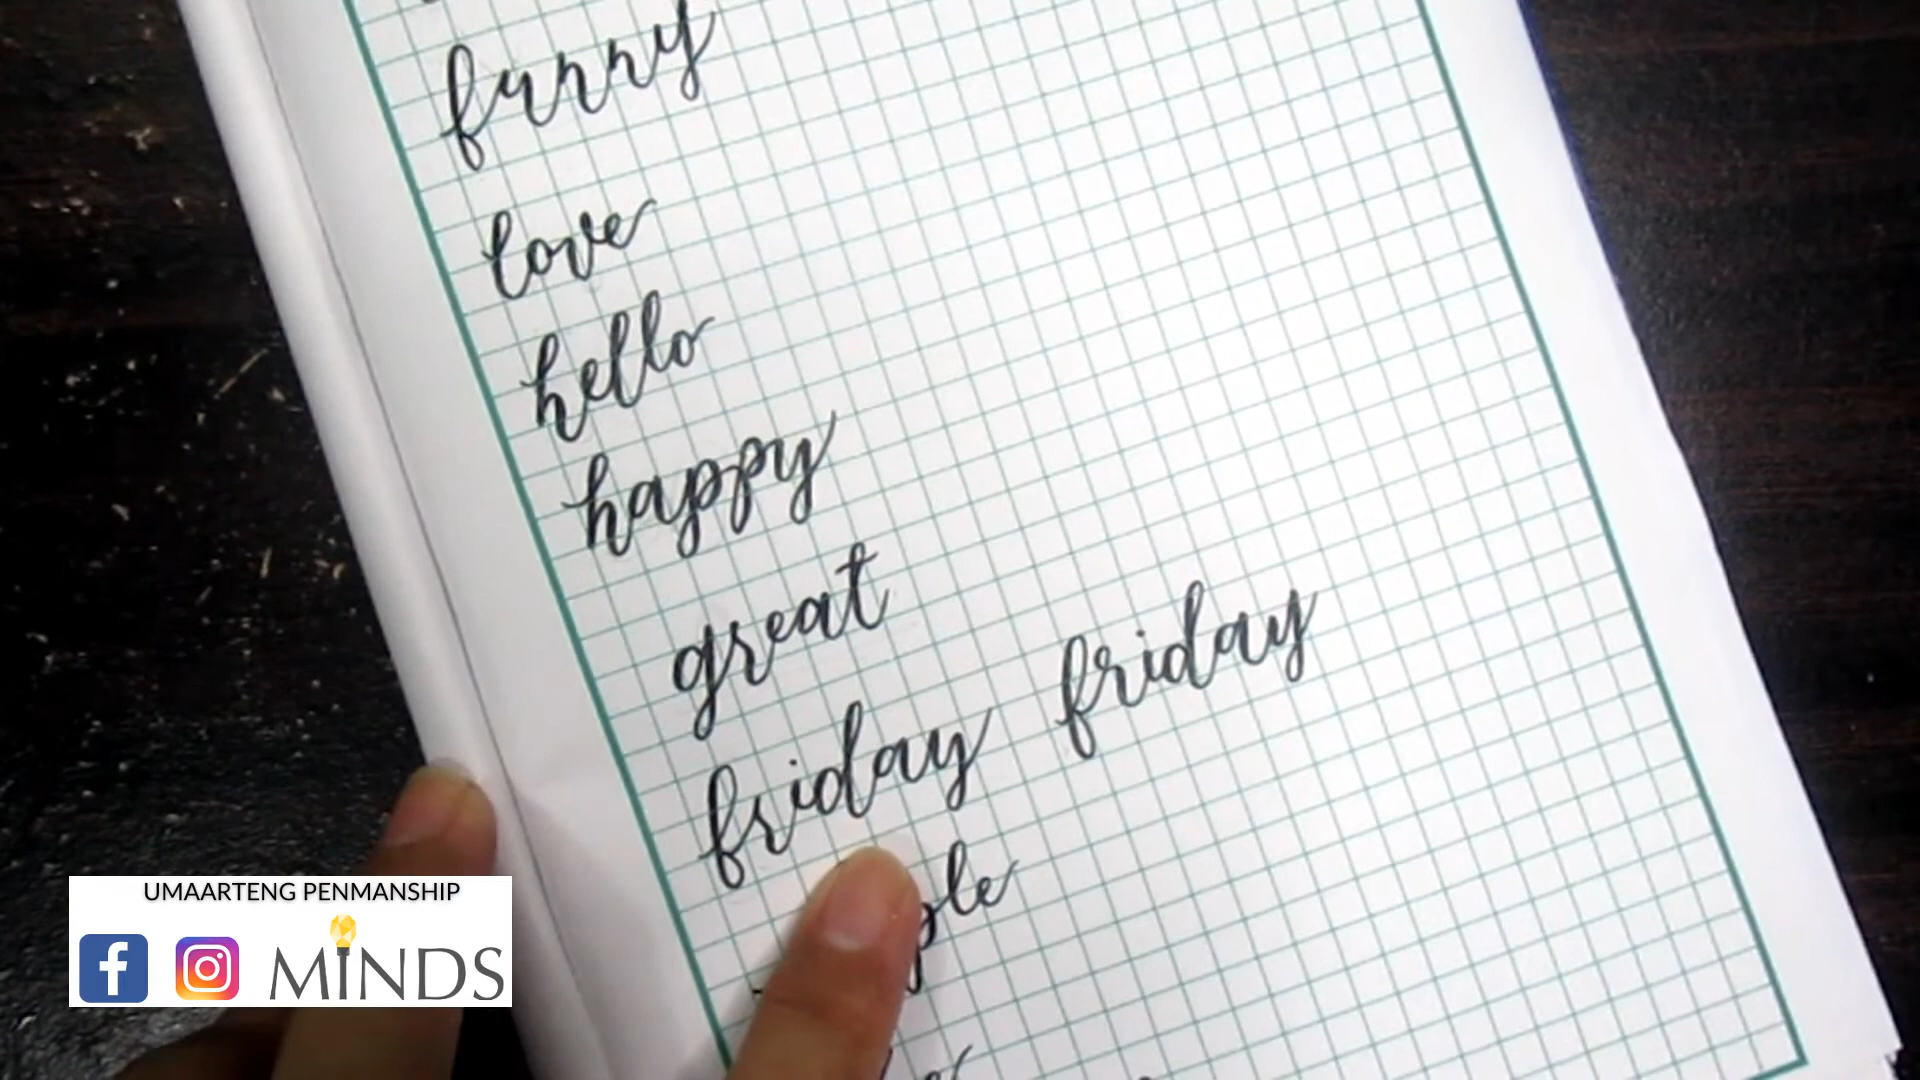 funny
love
hello
happy
great
friday friday
UMAARTENG PENMANSHIP
MINDS